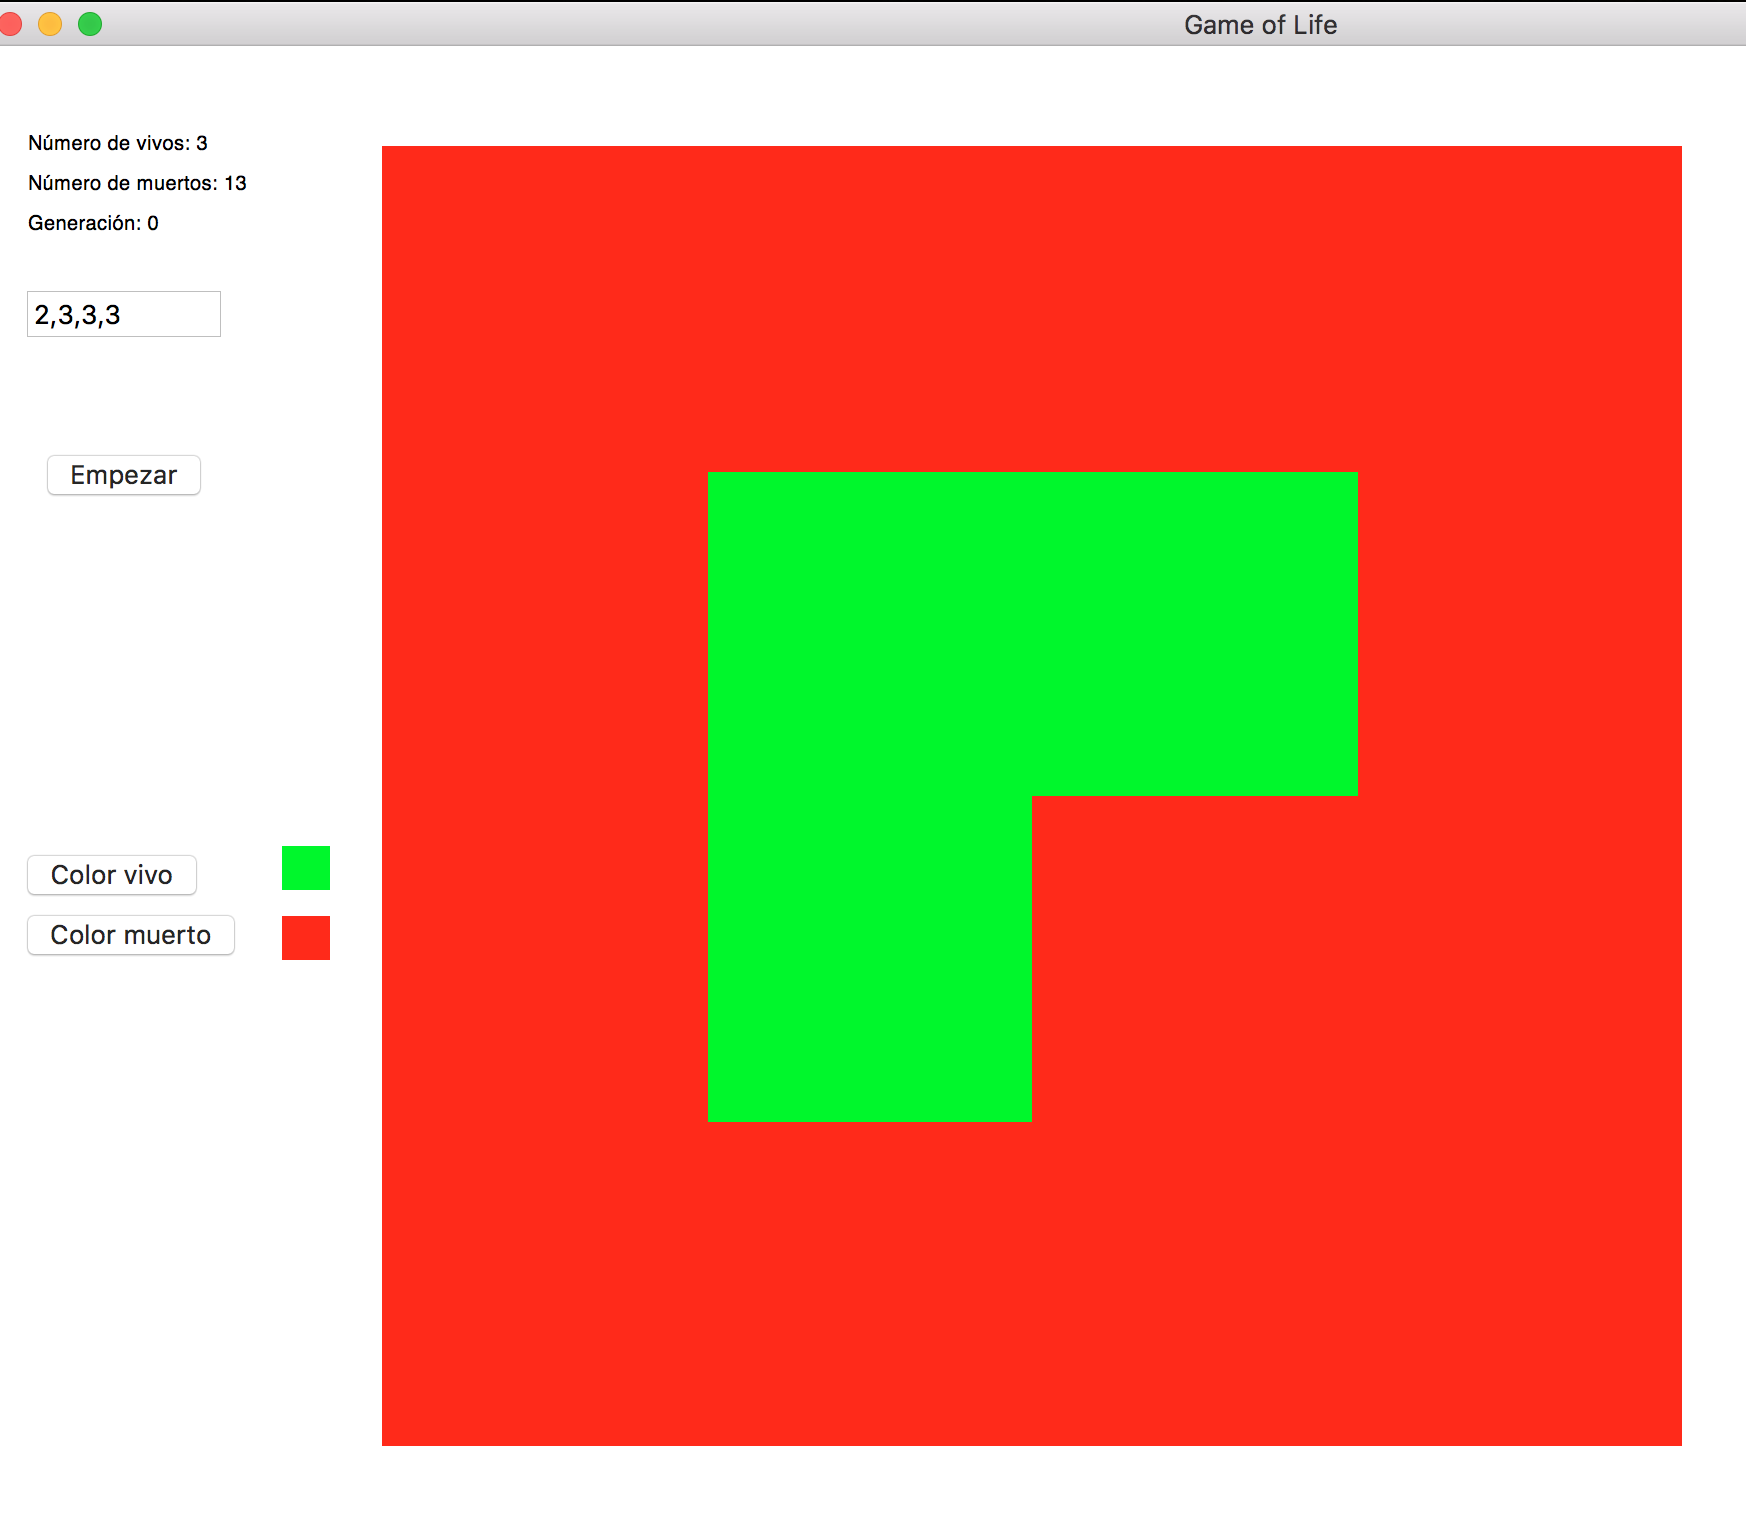 Game of Life
Número de vivos: 3
Número de muertos: 13
Generación: 0
2,3,3,3
Empezar
Color vivo
Color muerto